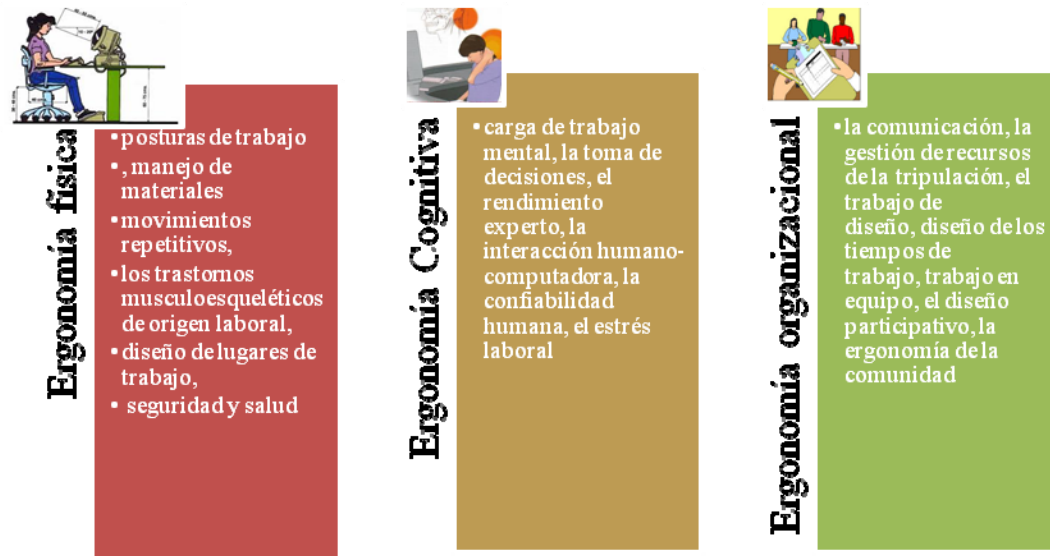 Ergonomía física
•posturas de trabajo
•, manejo de
materiales
•movimientos
repetitivos,
•los trastornos
musculoesqueléticos
de origen laboral,
•diseño de lugares de
trabajo,
• seguridad y salud
Ergonomía Cognitiva
•carga de trabajo
mental, la toma de
decisiones, el
rendimiento
experto, la
interacción humano-
computadora, la
confiabilidad
humana, el estrés
laboral
Ergonomía organizacional
•la comunicación, la
gestión de recursos
de la tripulación, el
trabajo de
diseño, diseño de los
tiempos de
trabajo, trabajo en
equipo, el diseño
participativo, la
ergonomía de la
comunidad